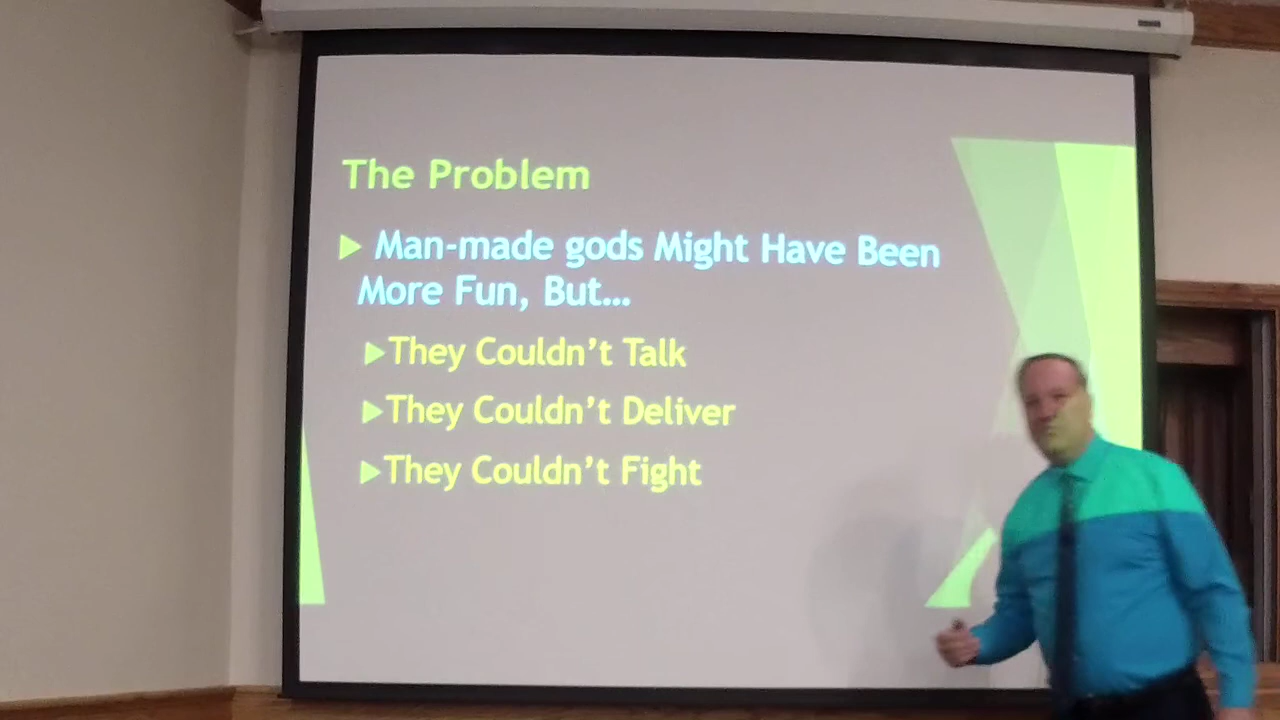 The Problem
Man-made gods Might Have Been
More Fun, But...
They Couldn't Talk
They Couldn't Deliver
They Couldn't Fight